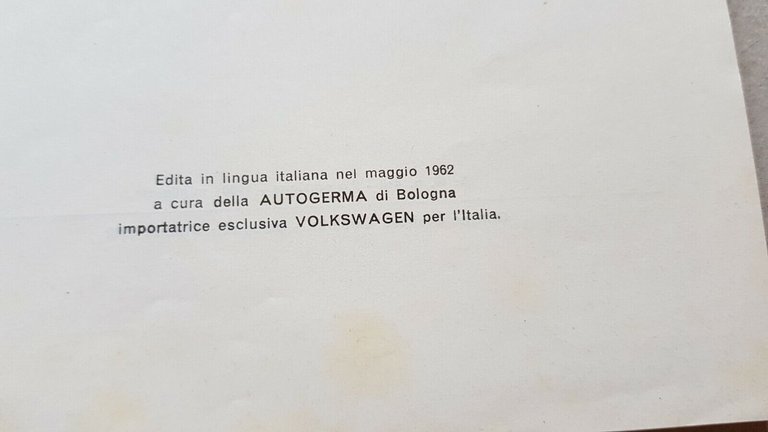 Edita in lingua italiana nel maggio 1962
a cura della AUTOGERMA di Bologna
importatrice esclusiva VOLKSWAGEN per l'Italia.